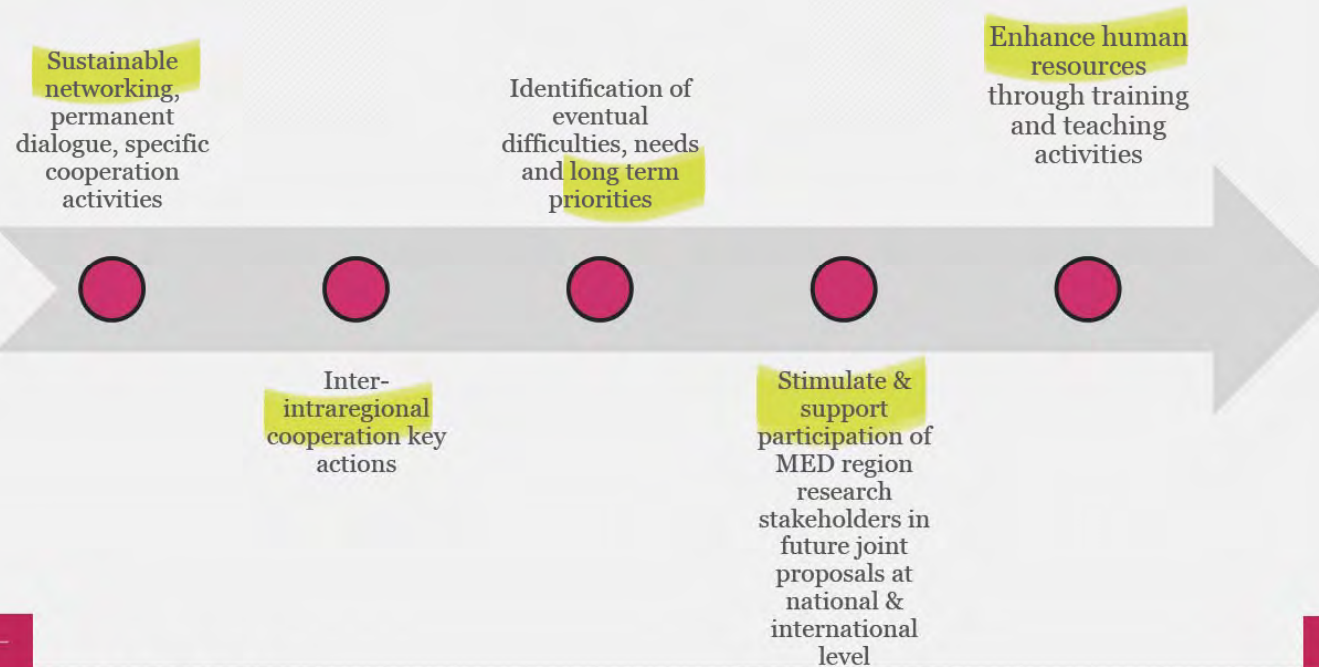 Sustainable
networking,
permanent
dialogue, specific
cooperation
activities
Inter-
intraregional
cooperation key
actions
Identification of
eventual
difficulties, needs
and long term
priorities
Stimulate &
support
participation of
MED region
research
stakeholders in
future joint
proposals at
national &
international
level
Enhance human
resources
through training
and teaching
activities